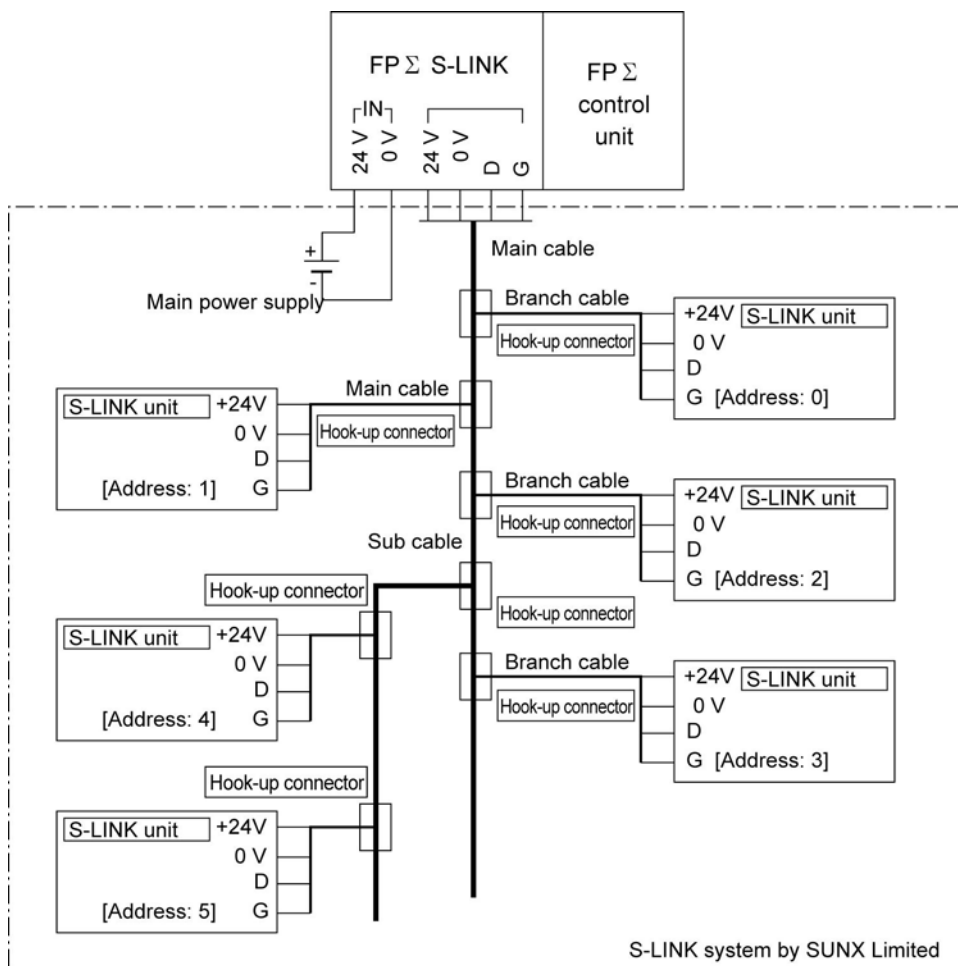 FP Σ S-LINK
FP Σ
control
unit
IN
24 V
0 V
24 V
0 V
D
G
Main cable
+
-
Main power supply
Branch cable
Hook-up connector
+24V S-LINK unit
0 V
D
G [Address: 0]
Main cable
Hook-up connector
S-LINK unit +24V
0 V
D
[Address: 1] G
Branch cable
Hook-up connector
+24V S-LINK unit
0 V
D
G [Address: 2]
Sub cable
Hook-up connector
Hook-up connector
S-LINK unit +24V
0 V
D
[Address: 4] G
Branch cable
Hook-up connector
+24V S-LINK unit
0 V
D
G [Address: 3]
Hook-up connector
S-LINK unit +24V
0 V
D
[Address: 5] G
S-LINK system by SUNX Limited